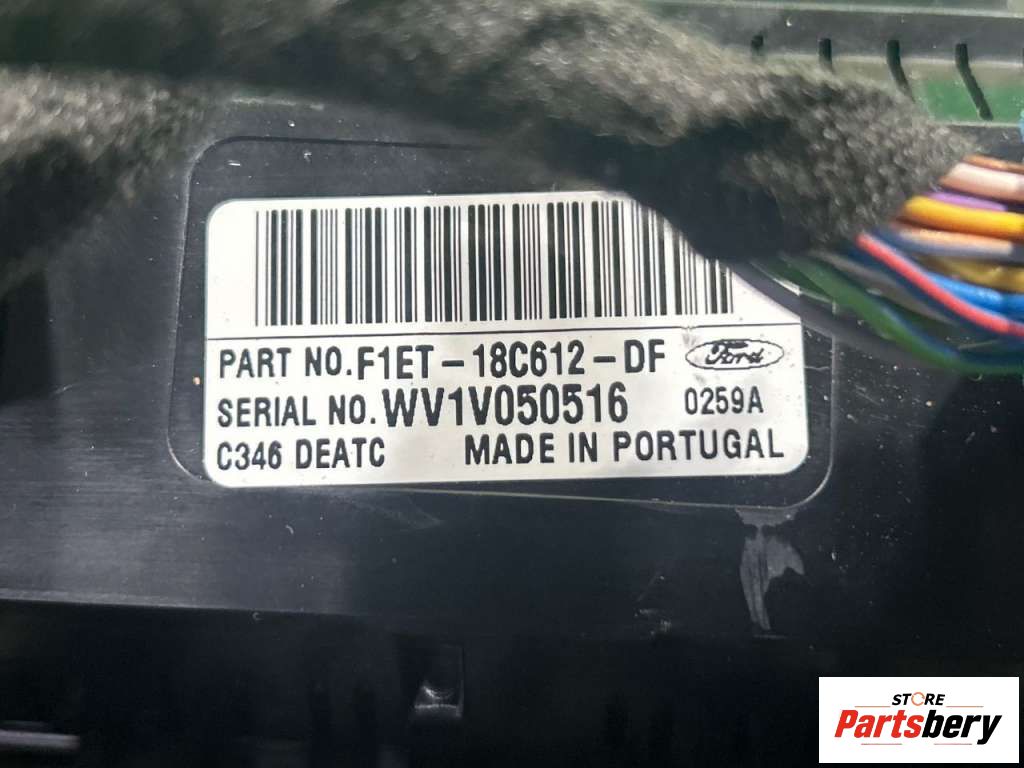 PART NO. F1ET-18C612-DF Ford
SERIAL NO. WV1V050516 0259A
C346 DEATC MADE IN PORTUGAL
STORE
Partsbery